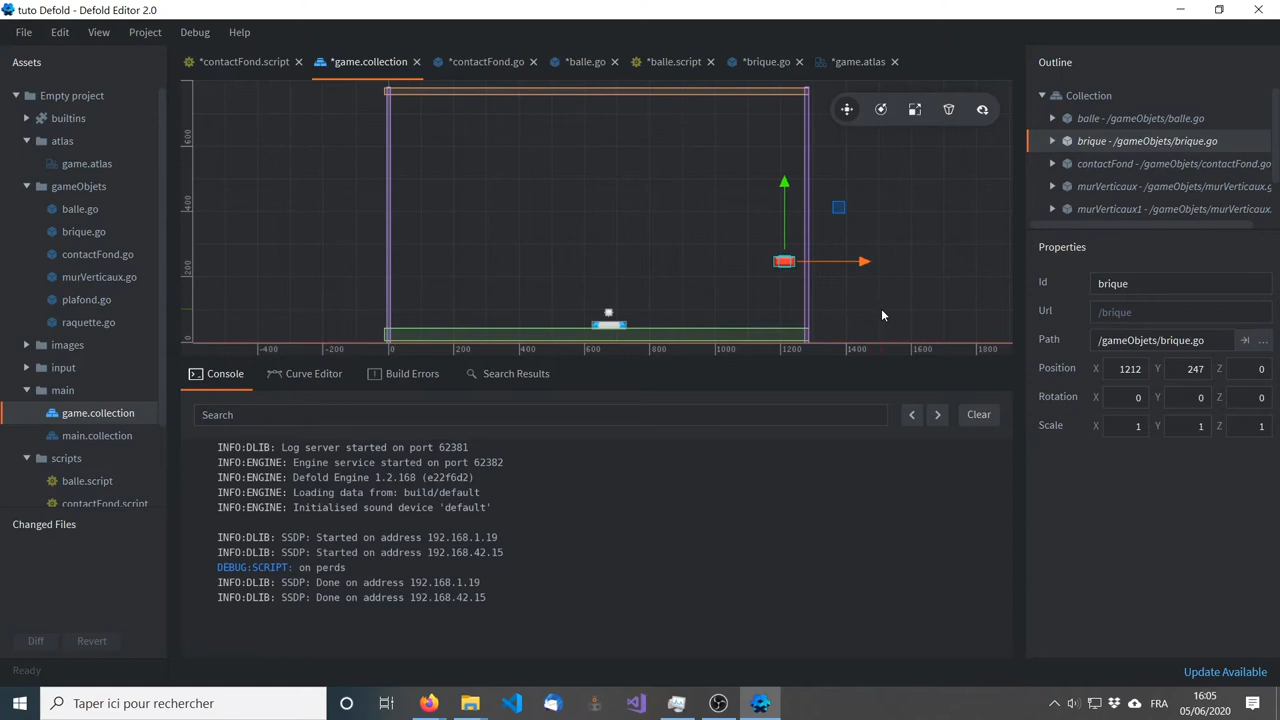 tuto Defold - Defold Editor 2.0
File Edit View Project Debug Help
Assets
Empty project
builtins
atlas
game.atlas
gameObjets
balle.go
brique.go
contactFond.go
murVerticaux.go
plafond.go
raquette.go
images
input
main
game.collection
main.collection
scripts
balle.script
contactFond.script
Changed Files
Diff Revert
Ready
*contactFond.script *game.collection *contactFond.go *balle.go *balle.script *brique.go *game.atlas
600
400
200
0
-400 -200 0 200 400 600 800 1000 1200 1400 1600 1800
Console Curve Editor Build Errors Search Results
Search Clear
INFO:DLIB: Log server started on port 62381
INFO:ENGINE: Engine service started on port 62382
INFO:ENGINE: Defold Engine 1.2.168 (e22f6d2)
INFO:ENGINE: Loading data from: build/default
INFO:ENGINE: Initialised sound device 'default'
INFO:DLIB: SSDP: Started on address 192.168.1.19
INFO:DLIB: SSDP: Started on address 192.168.42.15
DEBUG:SCRIPT: on perds
INFO:DLIB: SSDP: Done on address 192.168.1.19
INFO:DLIB: SSDP: Done on address 192.168.42.15
Outline
Collection
balle - /gameObjets/balle.go
brique - /gameObjets/brique.go
contactFond - /gameObjets/contactFond.go
murVerticaux - /gameObjets/murVerticaux.g
murVerticaux1 - /gameObjets/murVerticaux.
Properties
Id brique
Url /brique
Path /gameObjets/brique.go ...
Position X 1212 Y 247 Z 0
Rotation X 0 Y 0 Z 0
Scale X 1 Y 1 Z 1
Update Available
Taper ici pour rechercher
FRA
16:05
05/06/2020